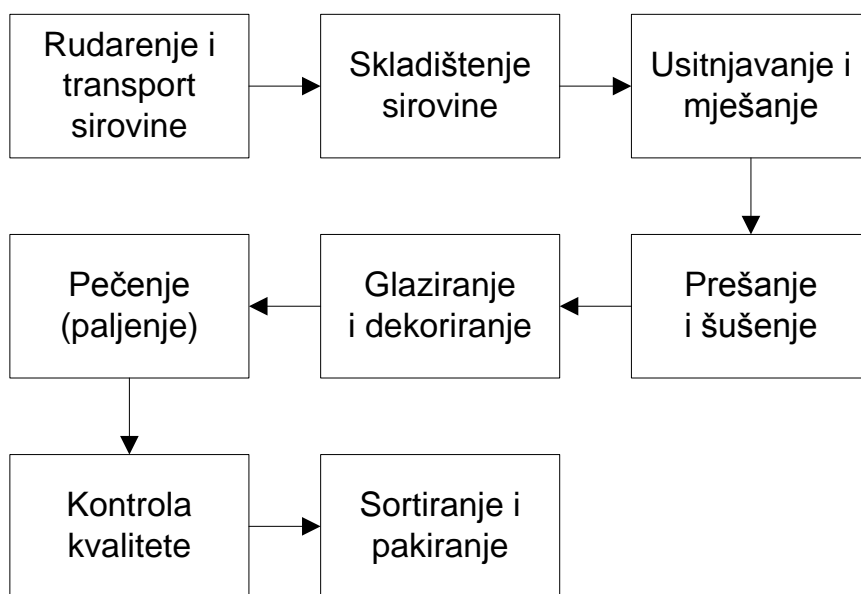 Rudarenje i
transport
sirovine
Skladištenje
sirovine
Usitnjavanje i
mješanje
Prešanje
i šušenje
Glaziranje
i dekoriranje
Pečenje
(paljenje)
Kontrola
kvalitete
Sortiranje i
pakiranje